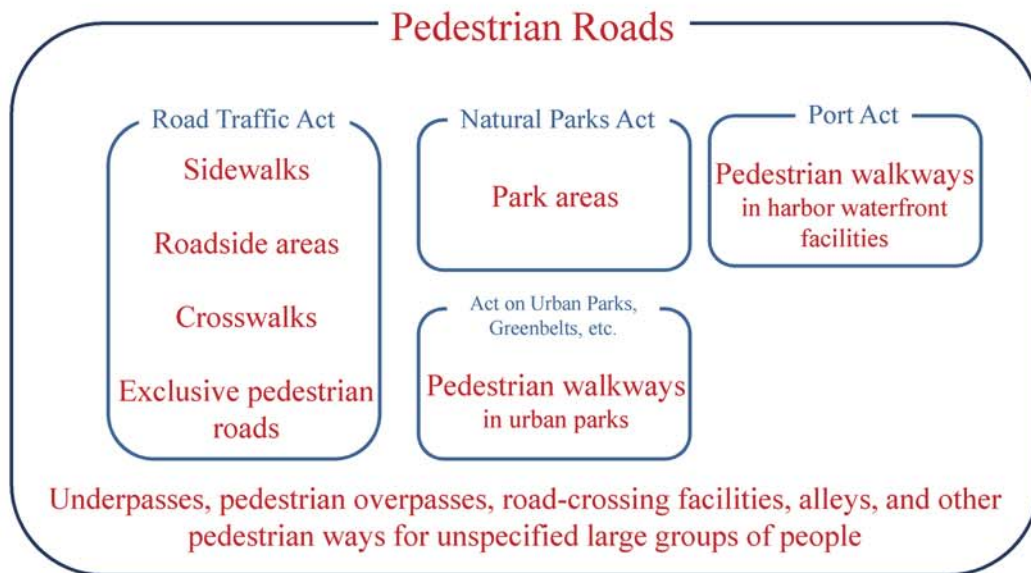 Pedestrian Roads
Road Traffic Act
Sidewalks
Roadside areas
Crosswalks
Exclusive pedestrian
roads
Natural Parks Act
Park areas
Act on Urban Parks,
Greenbelts, etc.
Pedestrian walkways
in urban parks
Port Act
Pedestrian walkways
in harbor waterfront
facilities
Underpasses, pedestrian overpasses, road-crossing facilities, alleys, and other
pedestrian ways for unspecified large groups of people